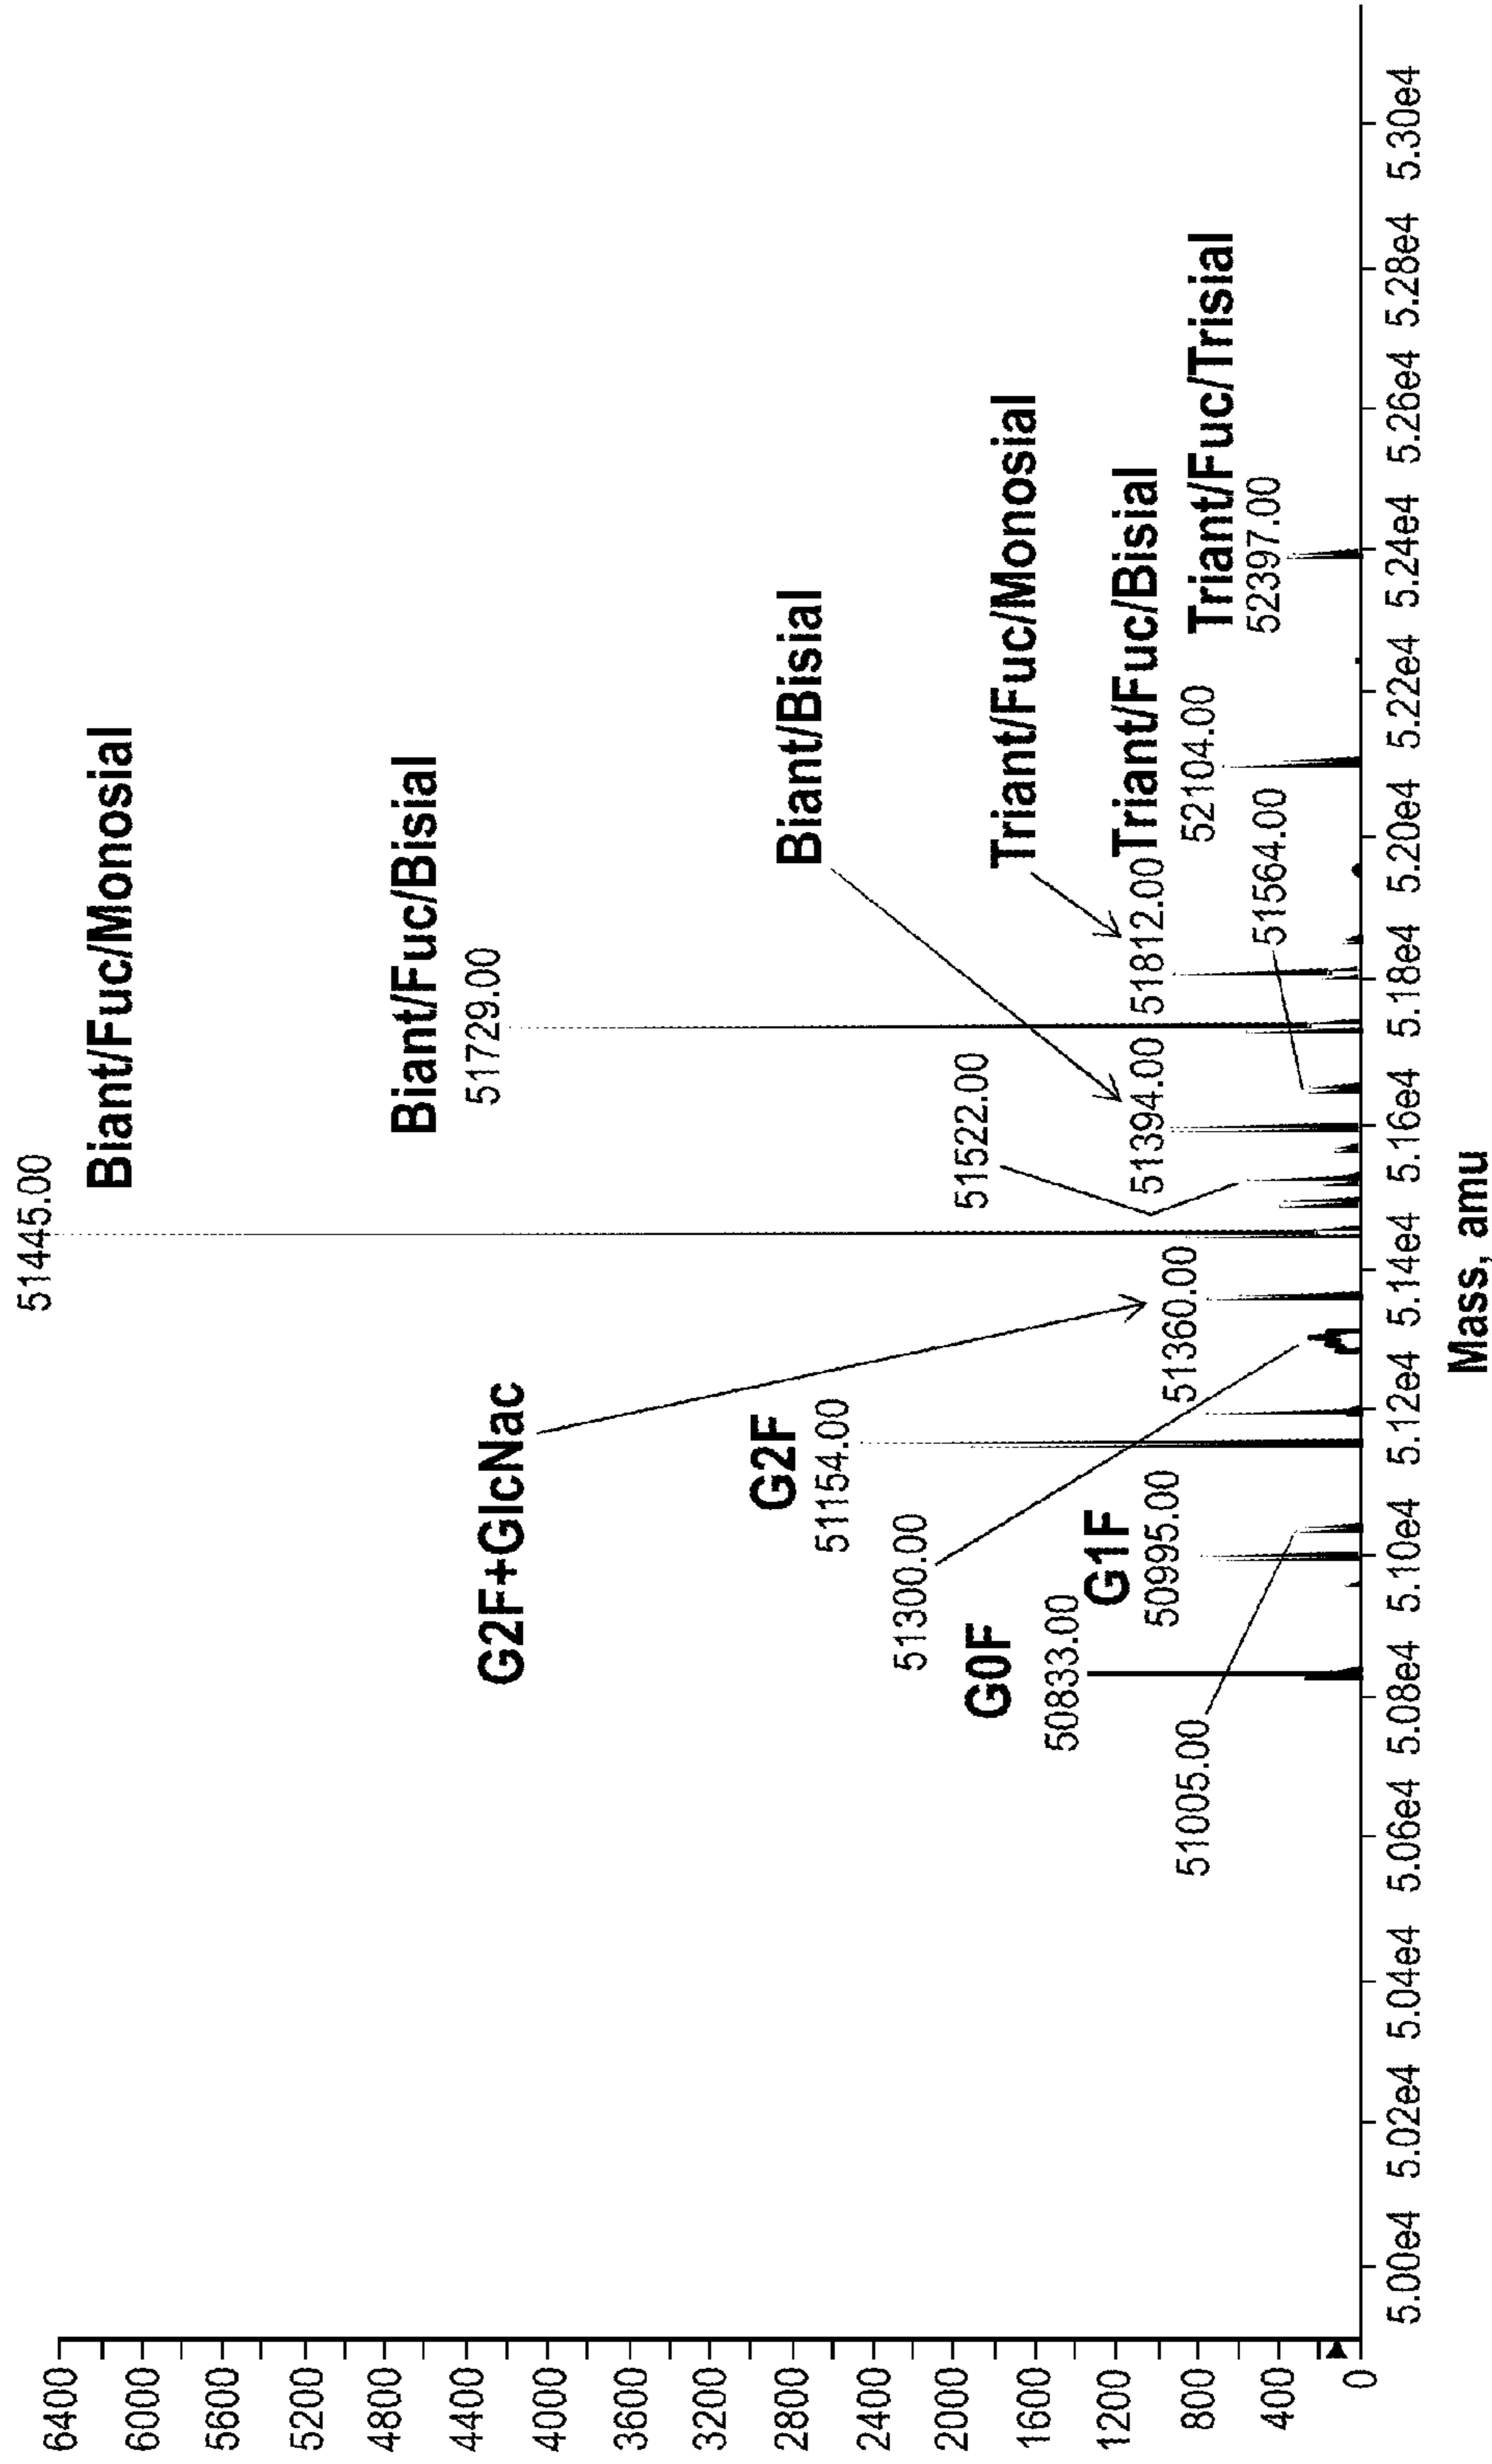 51445.00
Biant/Fuc/Monosial
Biant/Fuc/Bisial
51729.00
G2F+GlcNac
G2F
51154.00
Biant/Bisial
51300.00
51522.00
G0F
50833.00
Triant/Fuc/Monosial
G1F
50995.00
51360.00
51394.00
51812.00
Triant/Fuc/Bisial
52104.00
51005.00
51564.00
Triant/Fuc/Trisial
52397.00
6400
6000
5600
5200
4800
4400
4000
3600
3200
2800
2400
2000
1600
1200
800
400
0
5.00e4 5.02e4 5.04e4 5.06e4 5.08e4 5.10e4 5.12e4 5.14e4 5.16e4 5.18e4 5.20e4 5.22e4 5.24e4 5.26e4 5.28e4 5.30e4
Mass, amu